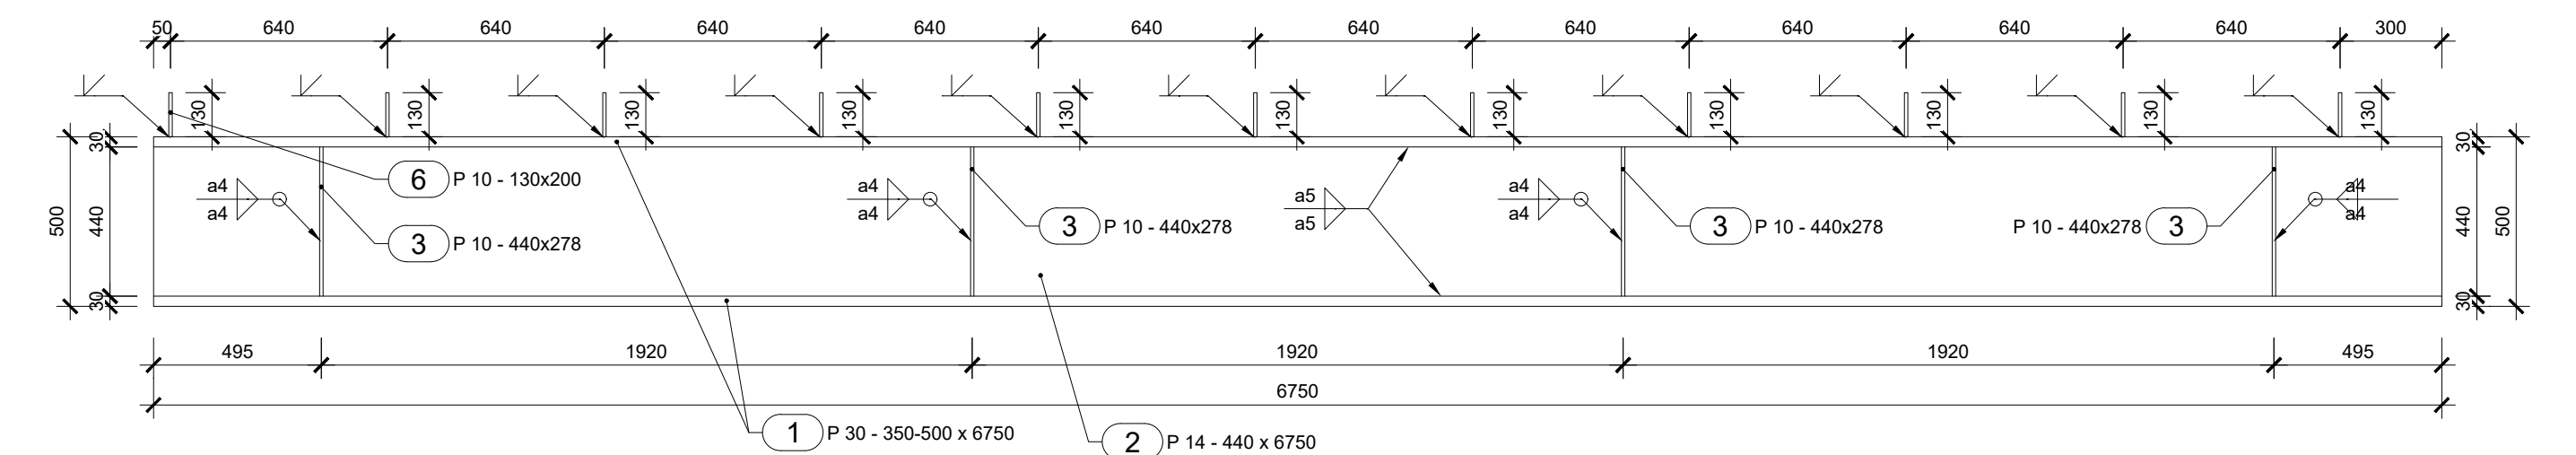 50 640 640 640 640 640 640 640 640 640 640 300
130 130 130 130 130 130 130 130 130 130 130
30 30
6 P 10 - 130x200
a4 a4 a5 a4 a4
a4 a4 a5 a4 a4
500 440 440 500
3 P 10 - 440x278
3 P 10 - 440x278
3 P 10 - 440x278
P 10 - 440x278 3
30 30
495 1920 1920 1920 495
6750
1 P 30 - 350-500 x 6750
2 P 14 - 440 x 6750